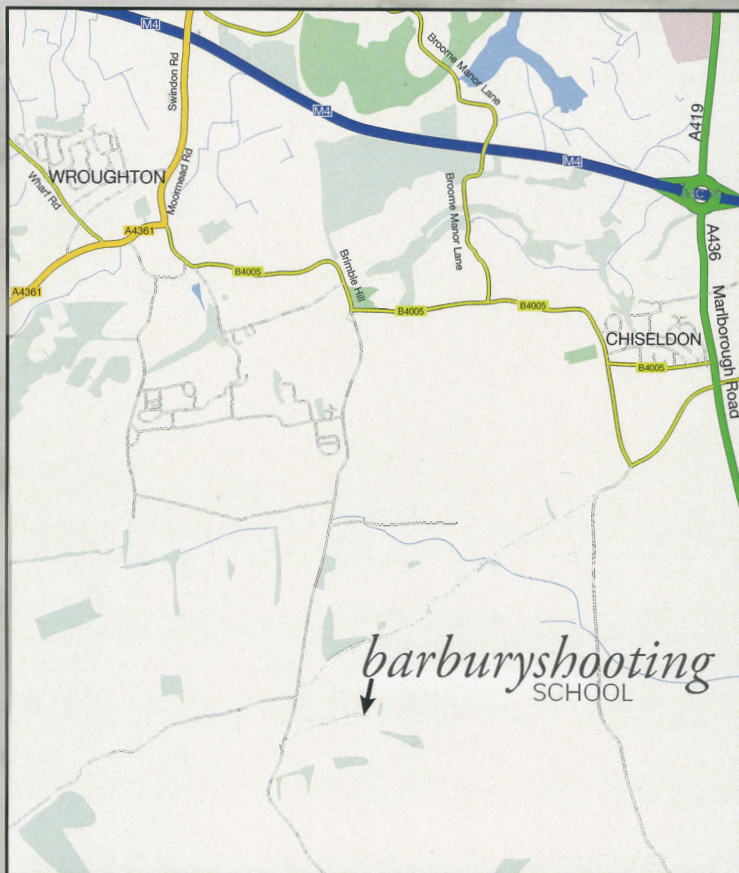 M4
Swindon Rd
Broome Manor Lane
M4
A419
M4
WROUGHTON
Wharf Rd
Moormead Rd
Broome Manor Lane
A4361
A436
Brimble Hill
B4005
A4361
Marlborough Road
B4005
B4005
CHISELDON
B4005
barburyshooting
SCHOOL